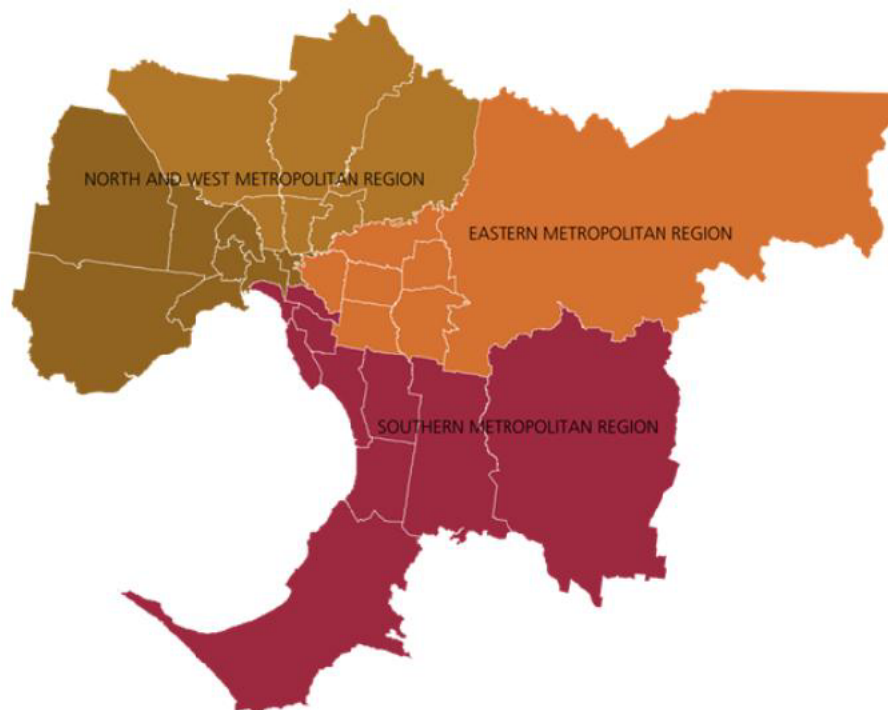 NORTH AND WEST METROPOLITAN REGION
EASTERN METROPOLITAN REGION
SOUTHERN METROPOLITAN REGION